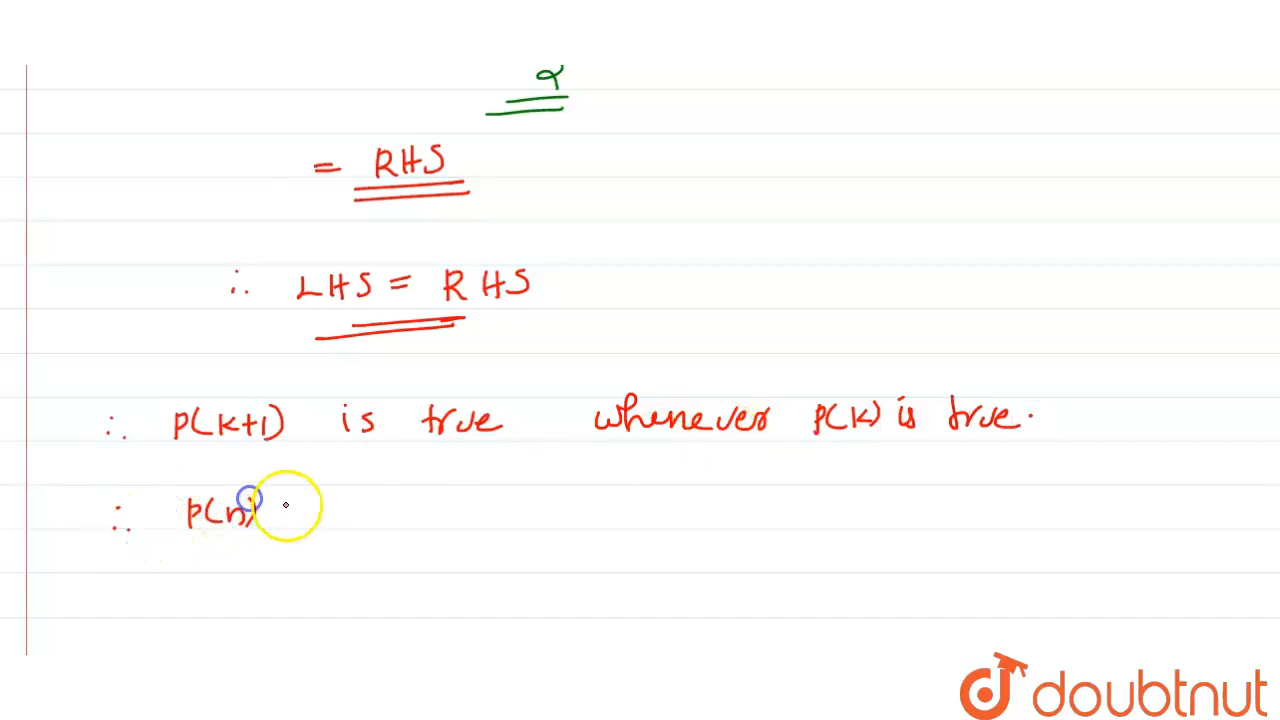 = RHS
∴ LHS = RHS
∴ P(k+1) is true whenever P(k) is true.
∴ P(n)
doubtnut